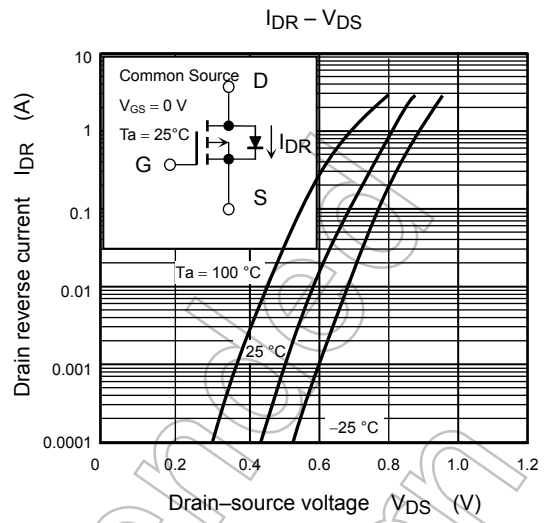 IDR – VDS
Drain reverse current IDR (A)
10
1
0.1
0.01
0.001
0.0001
Common Source
VGS = 0 V
Ta = 25°C
D
G
IDR
S
Ta = 100 °C
25 °C
−25 °C
0
0.2
0.4
0.6
0.8
1.0
1.2
Drain–source voltage VDS (V)